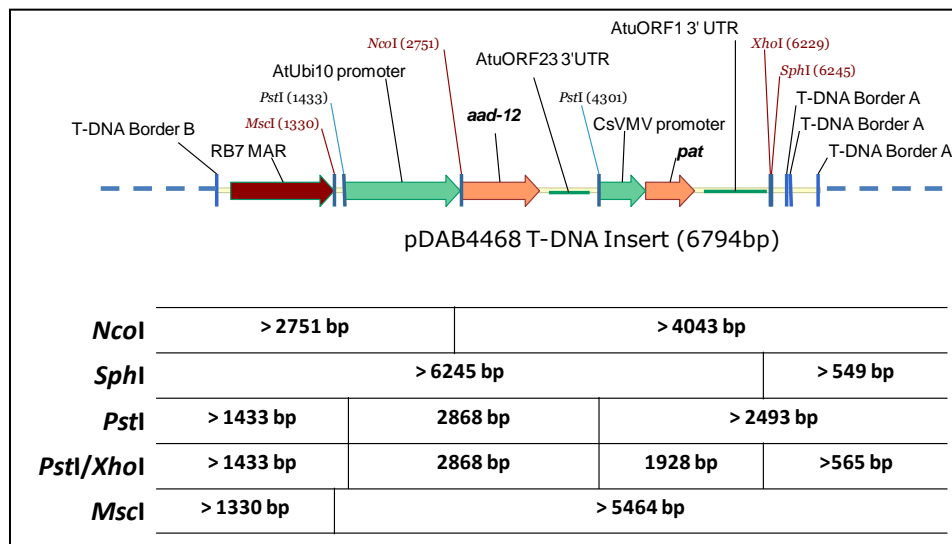 AtuORF1 3' UTR
NcoI (2751)
XhoI (6229)
AtuORF23 3'UTR
SphI (6245)
AtUbi10 promoter
PstI (1433)
PstI (4301)
T-DNA Border A
aad-12
MscI (1330)
CsVMV promoter
T-DNA Border A
T-DNA Border B
RB7 MAR
pat
T-DNA Border A
pDAB4468 T-DNA Insert (6794bp)
NcoI > 2751 bp > 4043 bp
SphI > 6245 bp > 549 bp
PstI > 1433 bp 2868 bp > 2493 bp
PstI/XhoI > 1433 bp 2868 bp 1928 bp >565 bp
MscI > 1330 bp > 5464 bp